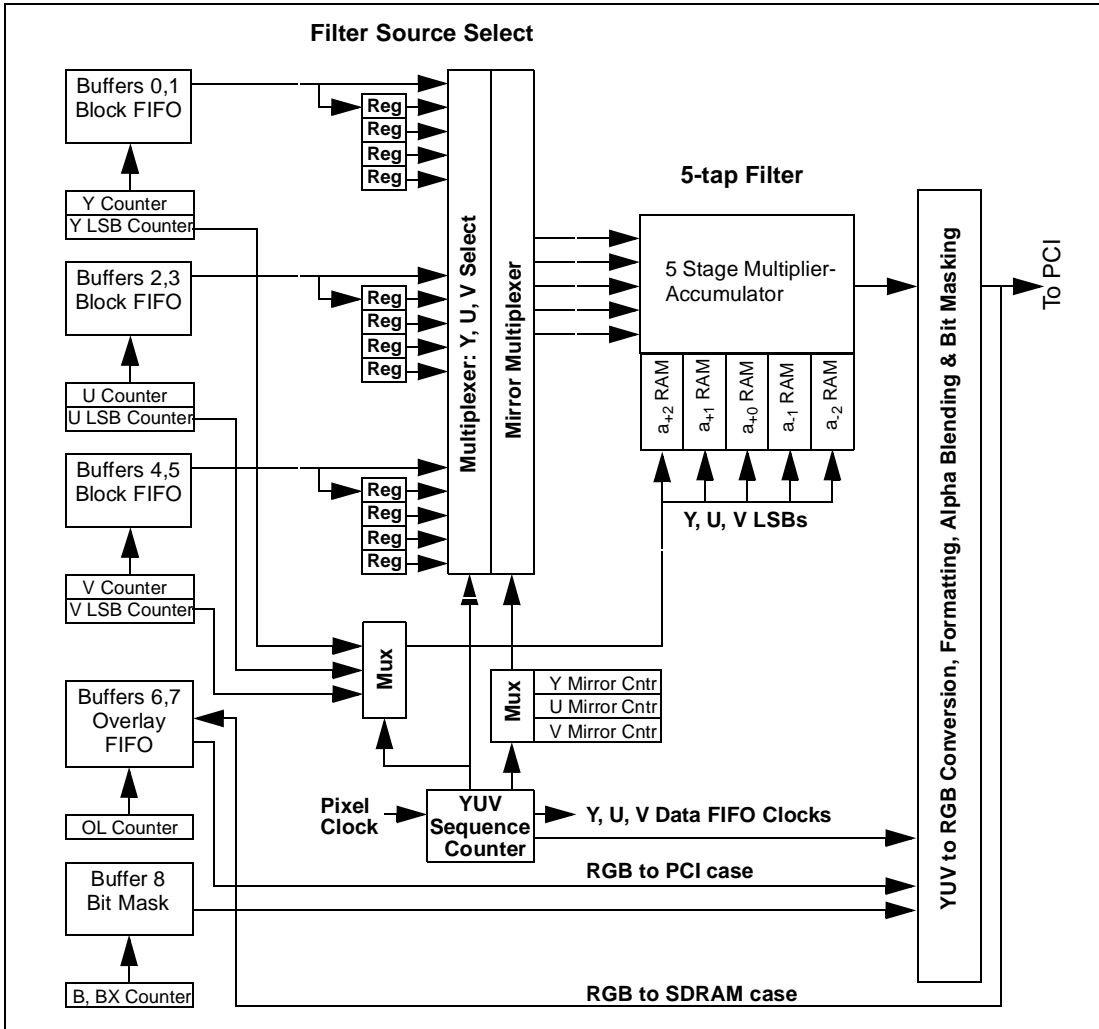 Filter Source Select
Buffers 0,1
Block FIFO
Reg
Reg
Reg
Reg
Y Counter
Y LSB Counter
Buffers 2,3
Block FIFO
Reg
Reg
Reg
Reg
U Counter
U LSB Counter
Buffers 4,5
Block FIFO
Reg
Reg
Reg
Reg
V Counter
V LSB Counter
Multiplexer: Y, U, V Select
Mirror Multiplexer
5-tap Filter
5 Stage Multiplier-
Accumulator
a+2 RAM
a+1 RAM
a+0 RAM
a-1 RAM
a-2 RAM
Y, U, V LSBs
YUV to RGB Conversion, Formatting, Alpha Blending & Bit Masking
To PCI
Mux
Mux
Y Mirror Cntr
U Mirror Cntr
V Mirror Cntr
Buffers 6,7
Overlay
FIFO
OL Counter
Pixel
Clock
YUV
Sequence
Counter
Y, U, V Data FIFO Clocks
RGB to PCI case
Buffer 8
Bit Mask
B, BX Counter
RGB to SDRAM case